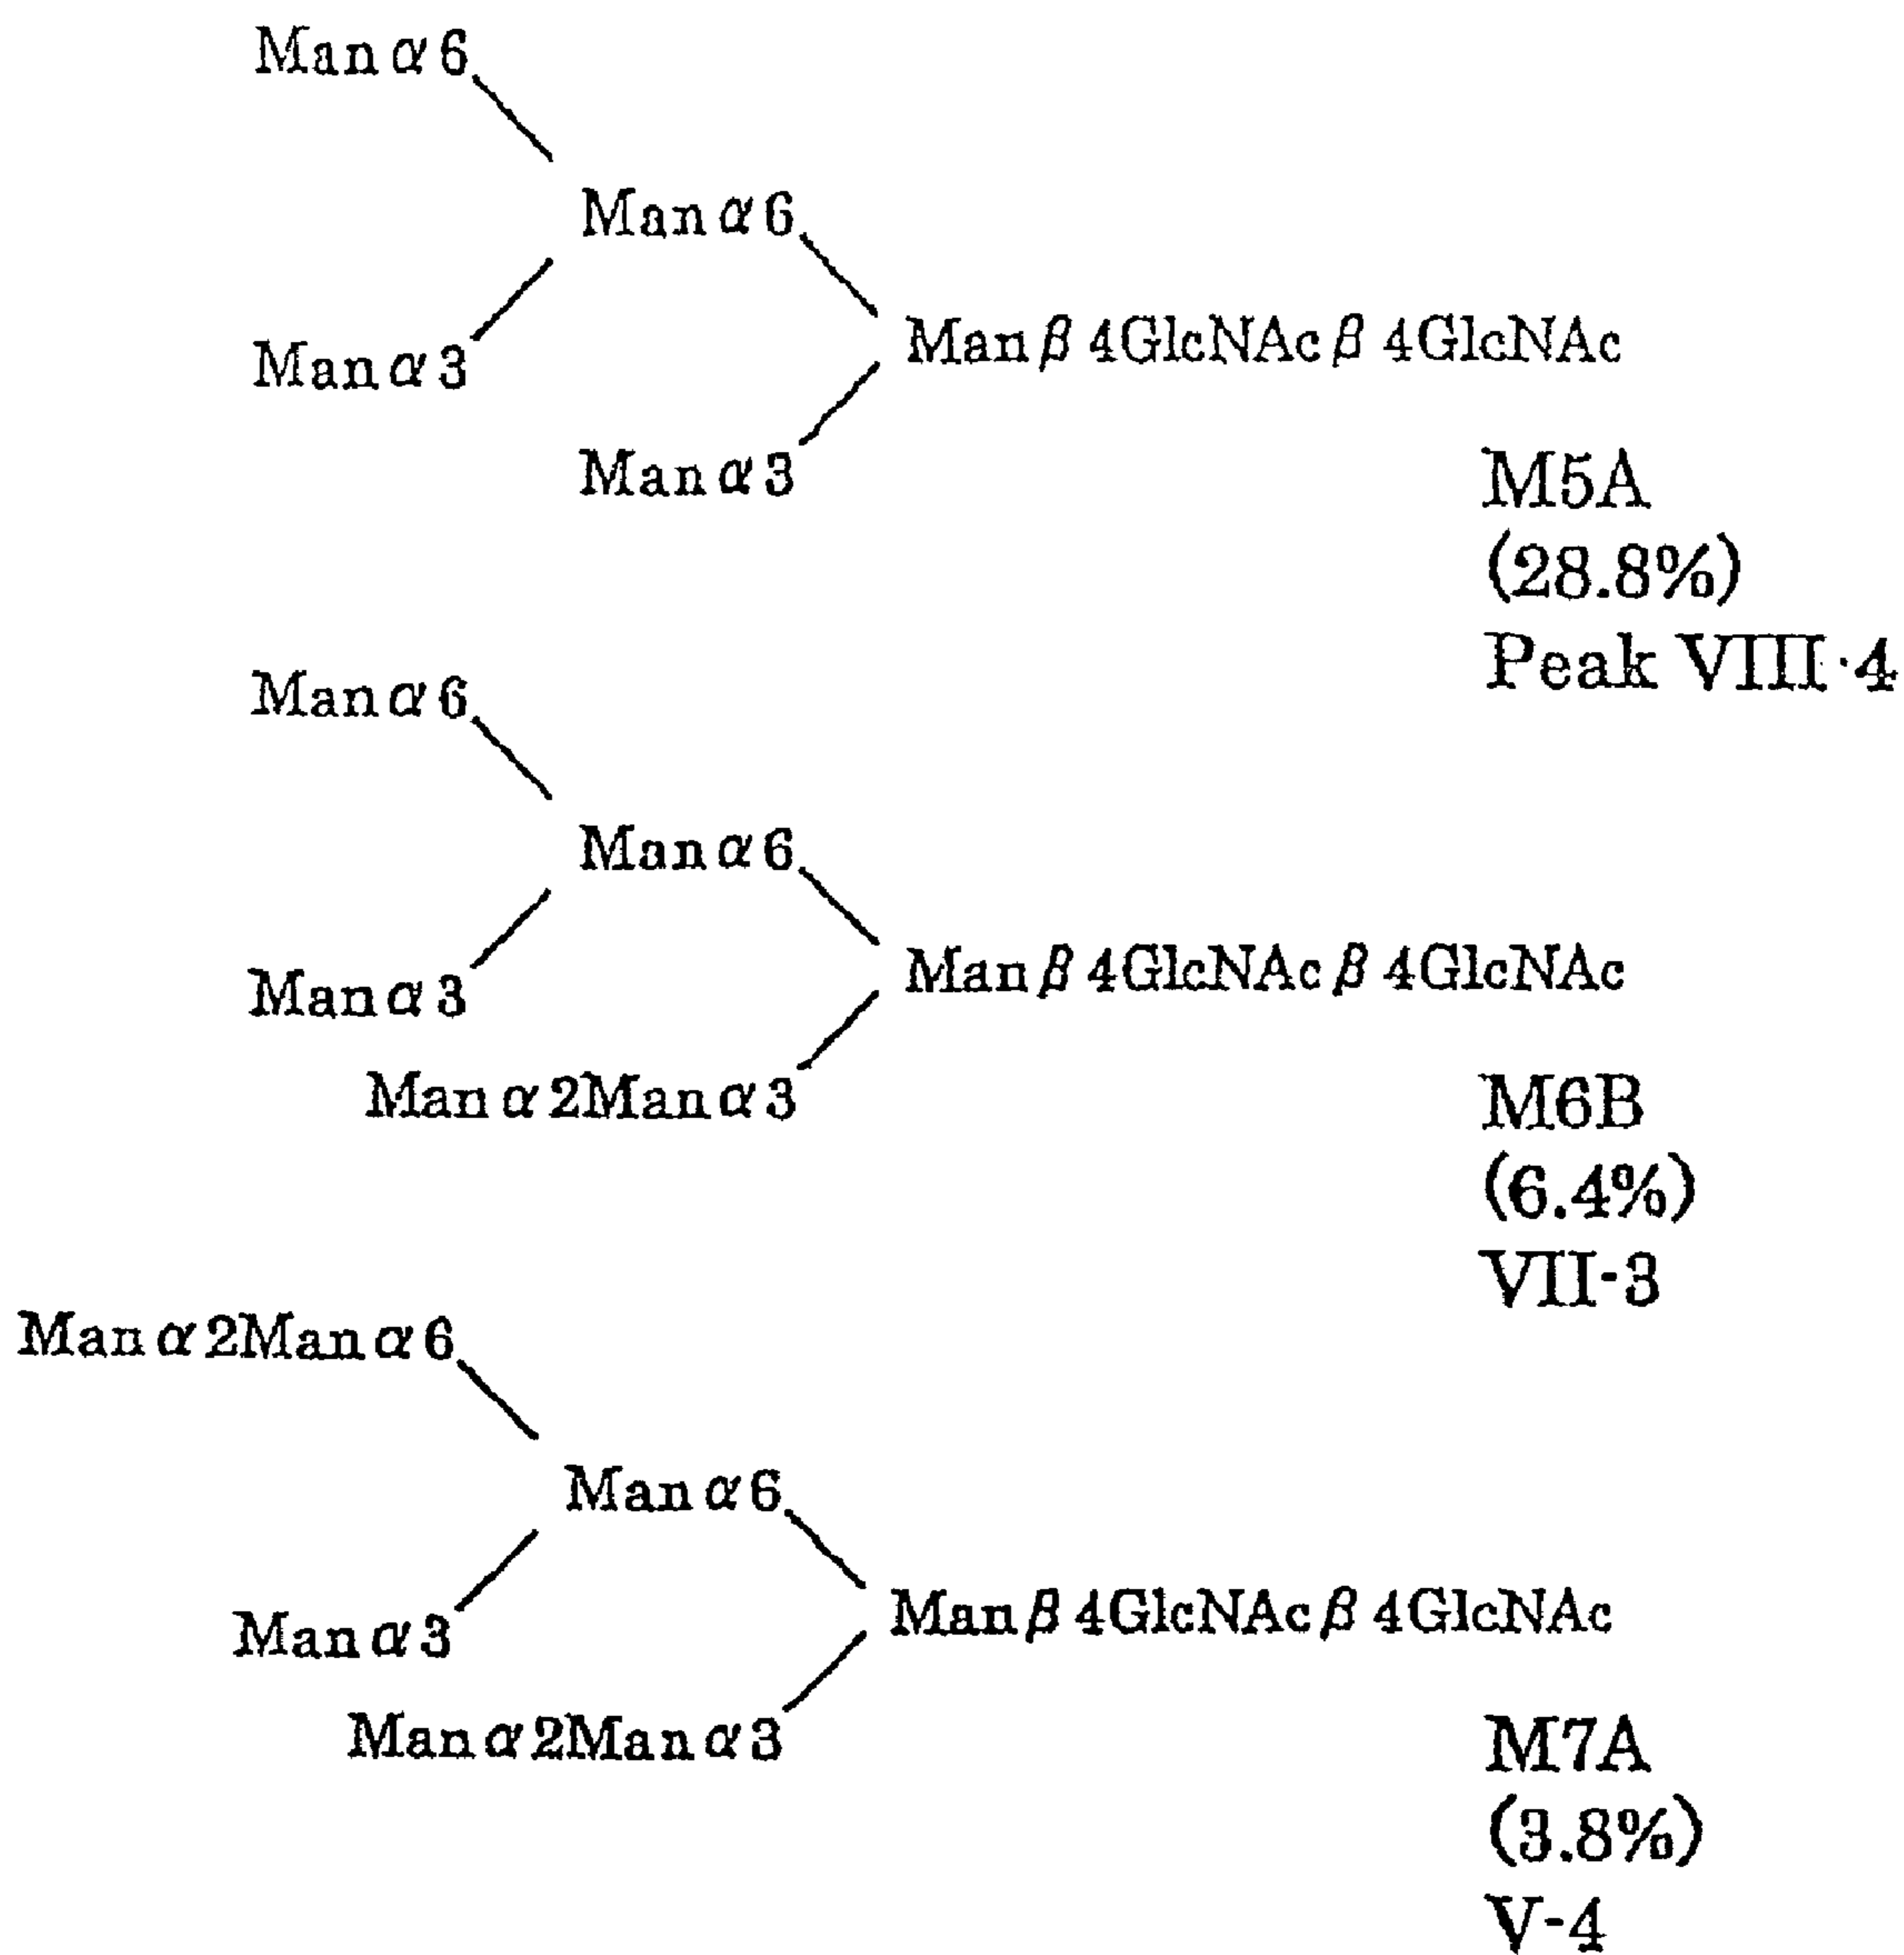 Manα6
Manα6
Manα3
Manβ4GlcNAcβ4GlcNAc
Manα3
M5A
(28.8%)
Peak VIII-4
Manα6
Manα6
Manα3
Manβ4GlcNAcβ4GlcNAc
Manα2Manα3
M6B
(6.4%)
VII-3
Manα2Manα6
Manα6
Manα3
Manβ4GlcNAcβ4GlcNAc
Manα2Manα3
M7A
(3.8%)
V-4